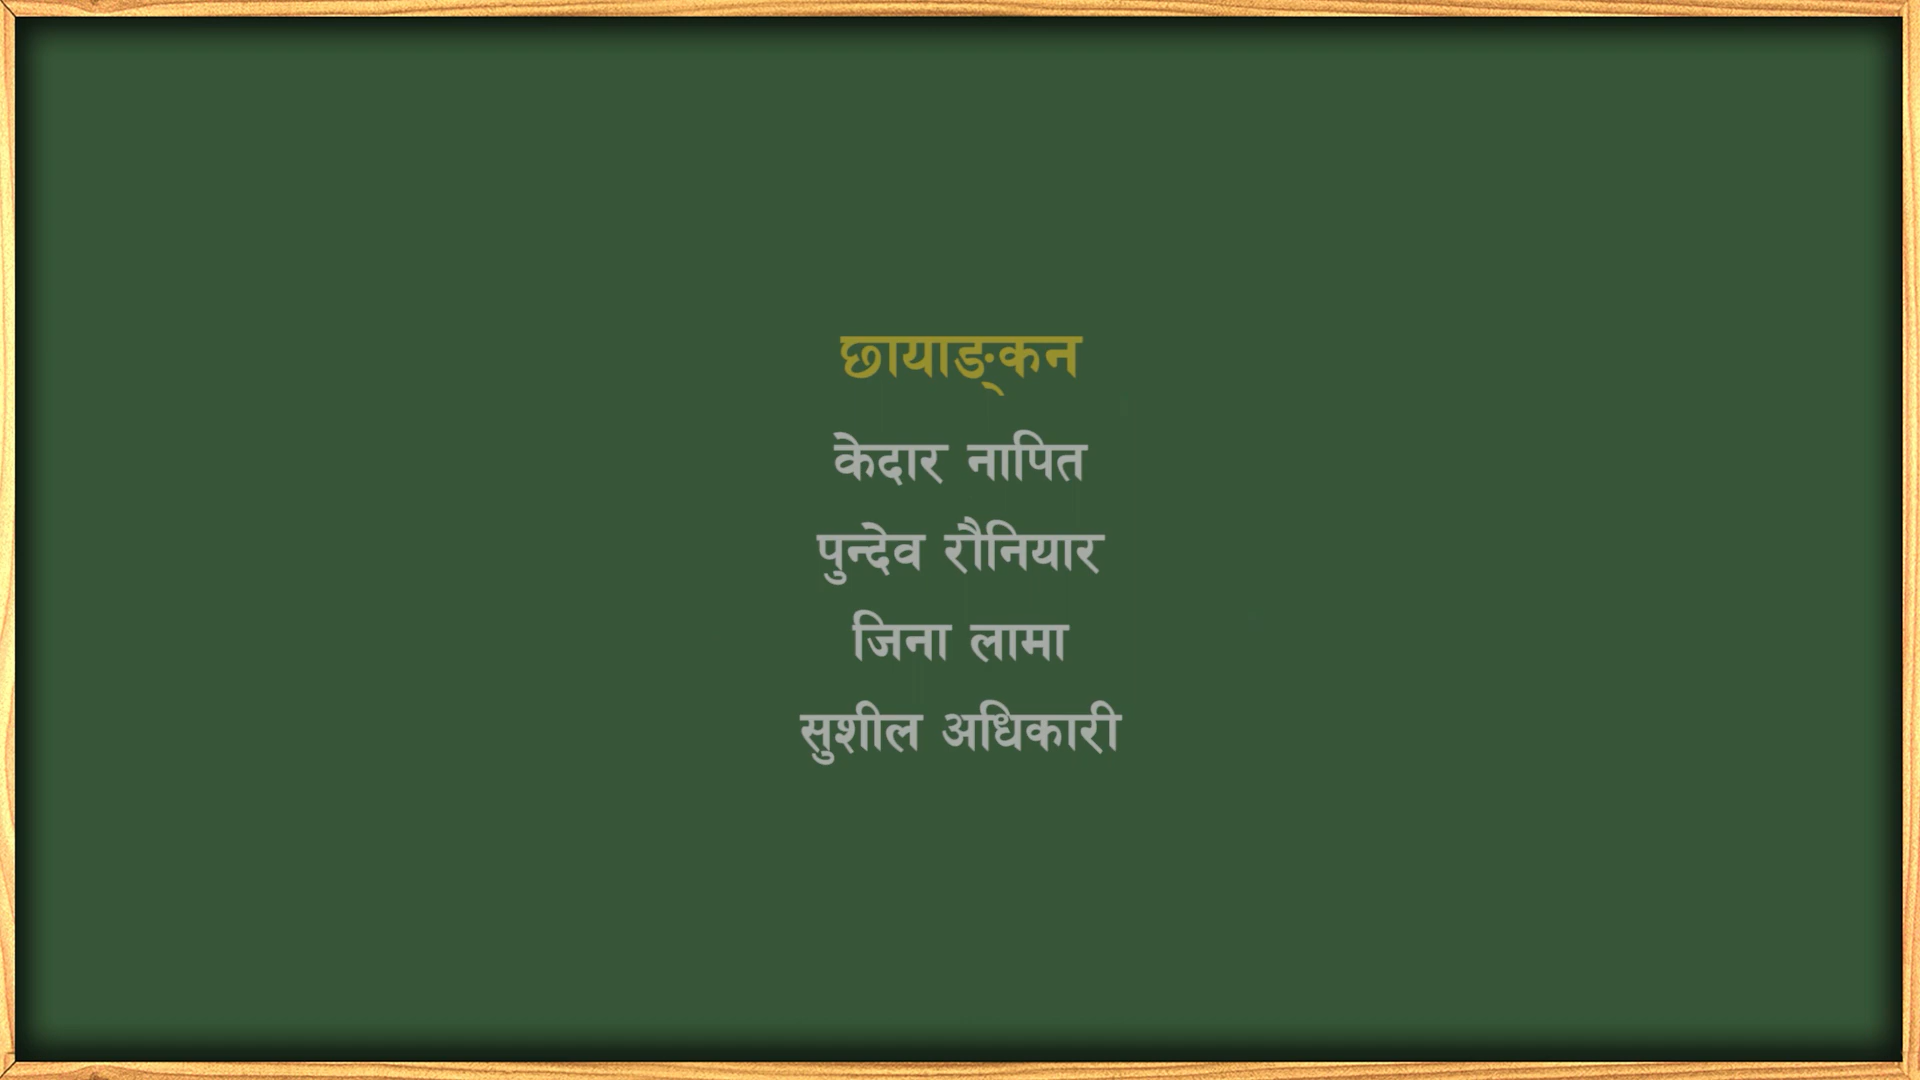 छायाङ्कन
केदार नापित
पुन्देव रौनियार
जिना लामा
सुशील अधिकारी